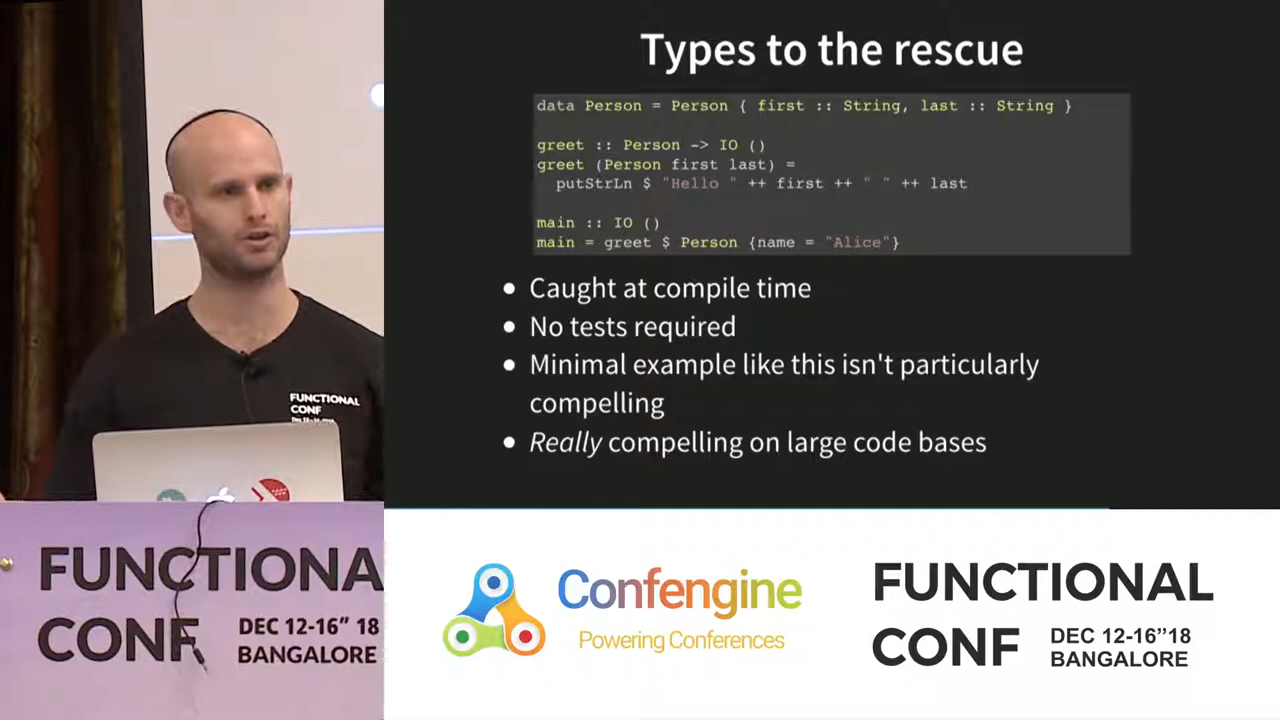 Types to the rescue
data Person = Person { first :: String, last :: String }
greet :: Person -> IO ()
greet (Person first last) =
putStrLn $ "Hello " ++ first ++ " " ++ last
main :: IO ()
main = greet $ Person {name = "Alice"}
• Caught at compile time
• No tests required
• Minimal example like this isn't particularly
compelling
• Really compelling on large code bases
FUNCTIONAL
CONF
FUNCTIONA
CONF
DEC 12-16" 18
BANGALORE
Confengine
Powering Conferences
FUNCTIONAL
CONF
DEC 12-16"18
BANGALORE